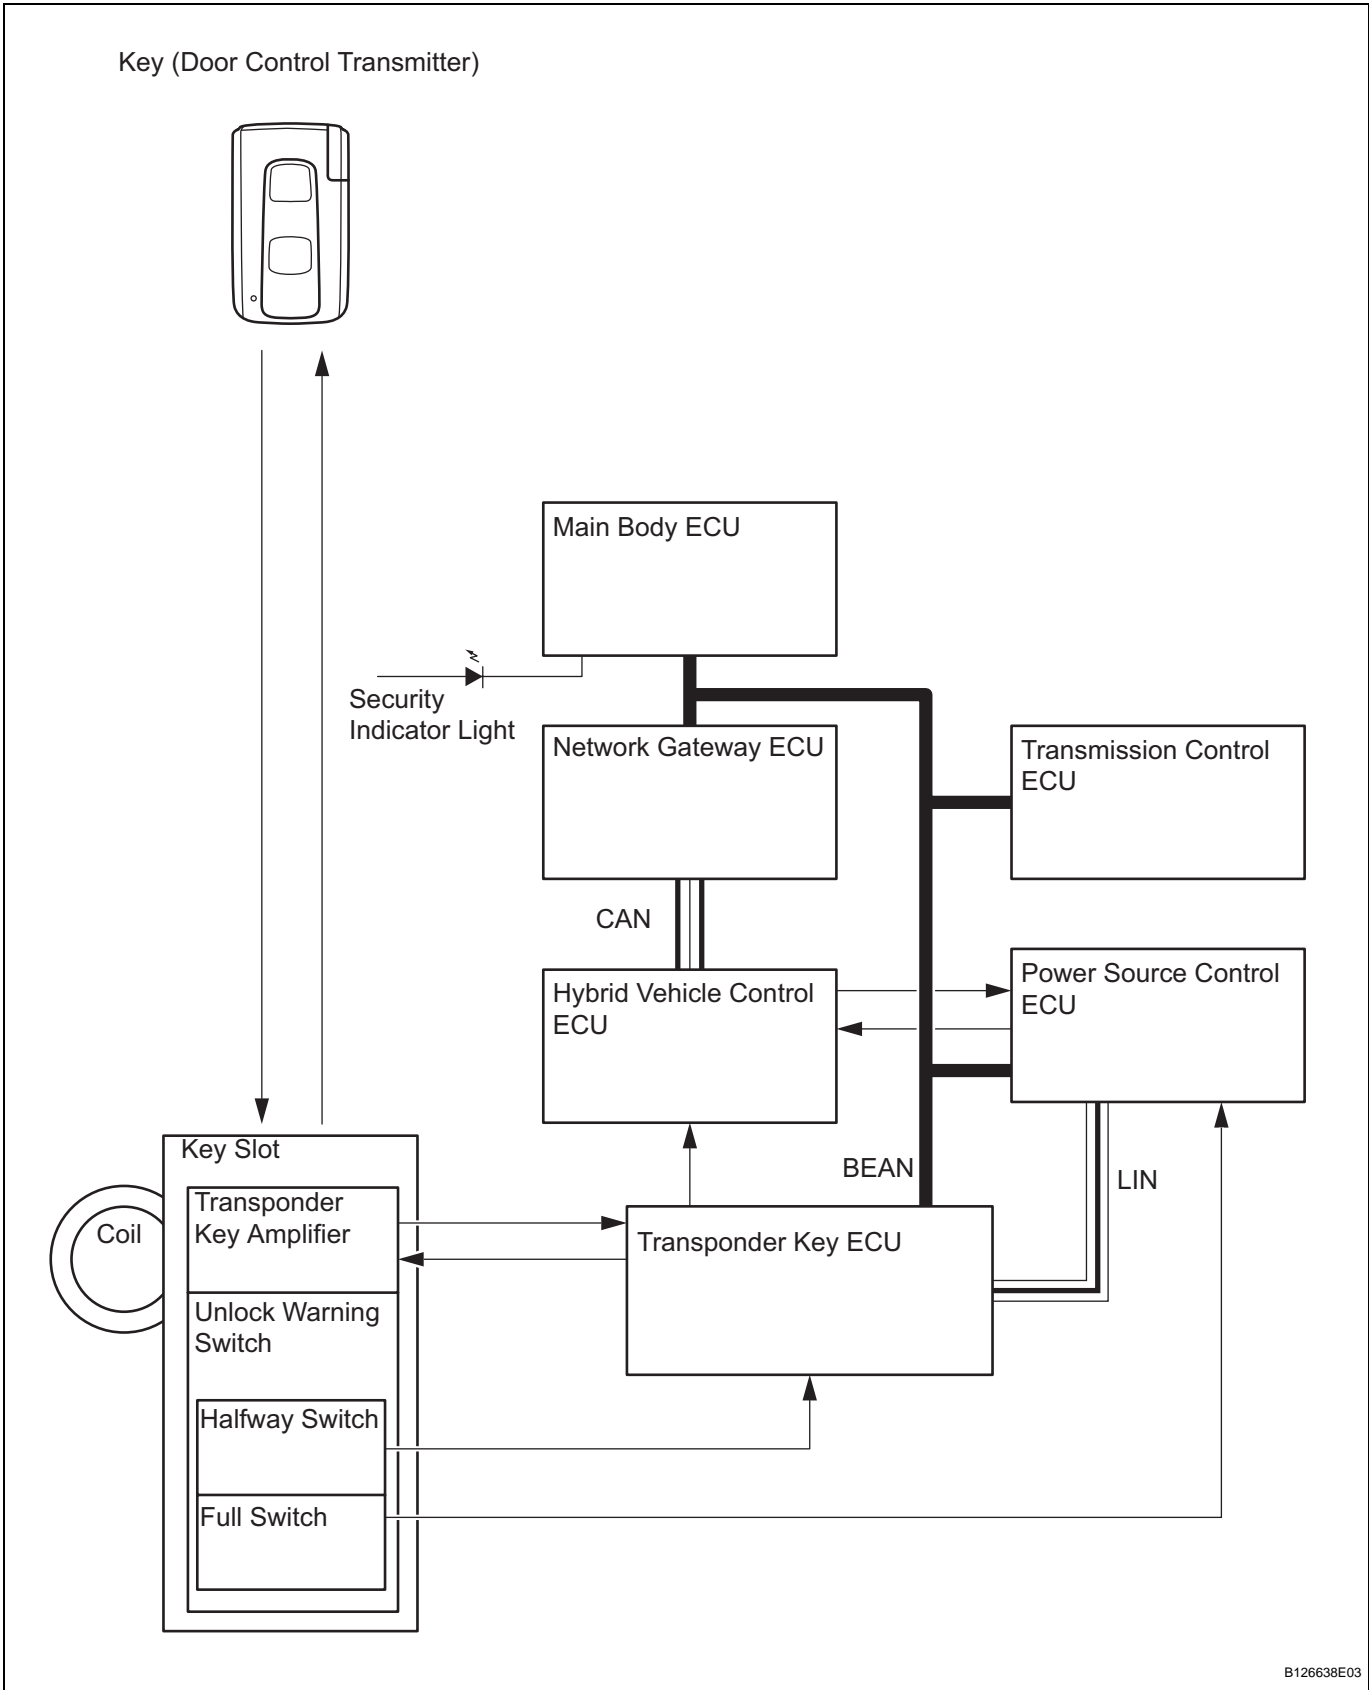 Key (Door Control Transmitter)
Main Body ECU
Security
Indicator Light
Network Gateway ECU
Transmission Control
ECU
CAN
Hybrid Vehicle Control
ECU
Power Source Control
ECU
Key Slot
Transponder
Key Amplifier
Coil
BEAN
LIN
Transponder Key ECU
Unlock Warning
Switch
Halfway Switch
Full Switch
B126638E03